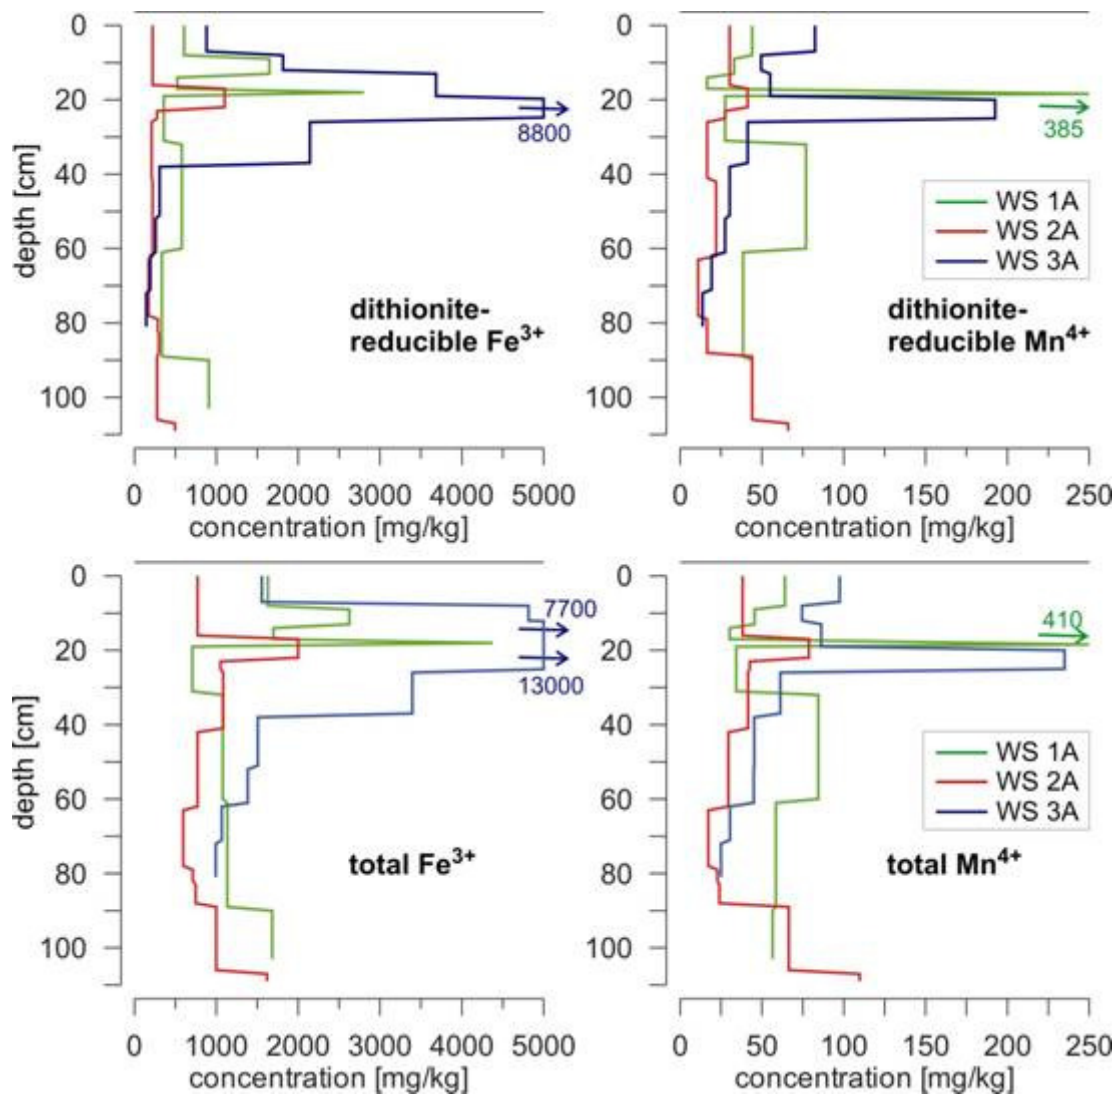 0
20
40
60
80
100
depth [cm]
8800
dithionite-
reducible Fe3+
0 1000 2000 3000 4000 5000
concentration [mg/kg]
0
20
40
60
80
100
385
WS 1A
WS 2A
WS 3A
dithionite-
reducible Mn4+
0 50 100 150 200 250
concentration [mg/kg]
0
20
40
60
80
100
depth [cm]
7700
13000
total Fe3+
0 1000 2000 3000 4000 5000
concentration [mg/kg]
0
20
40
60
80
100
410
WS 1A
WS 2A
WS 3A
total Mn4+
0 50 100 150 200 250
concentration [mg/kg]